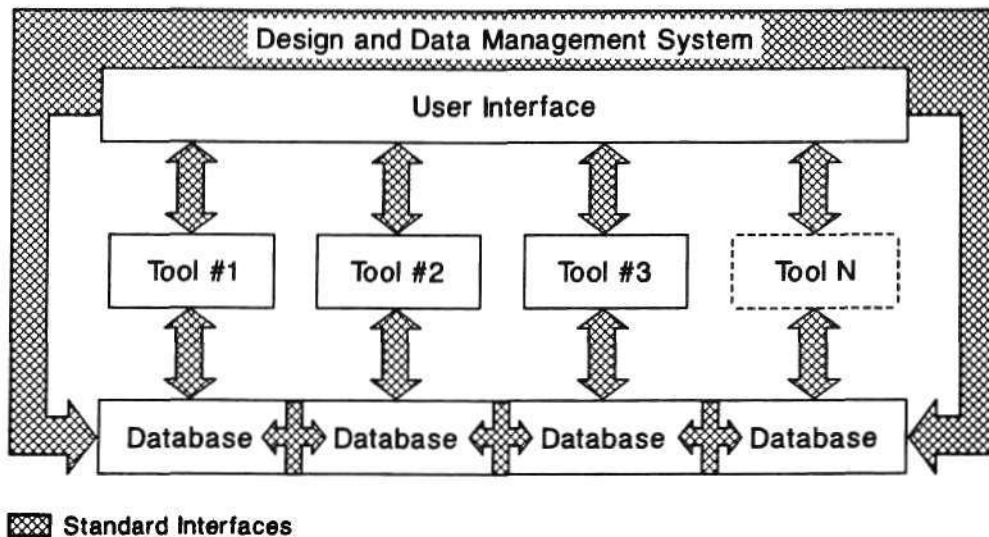 Design and Data Management System
User Interface
Tool #1
Tool #2
Tool #3
Tool N
Database
Database
Database
Database
Standard Interfaces